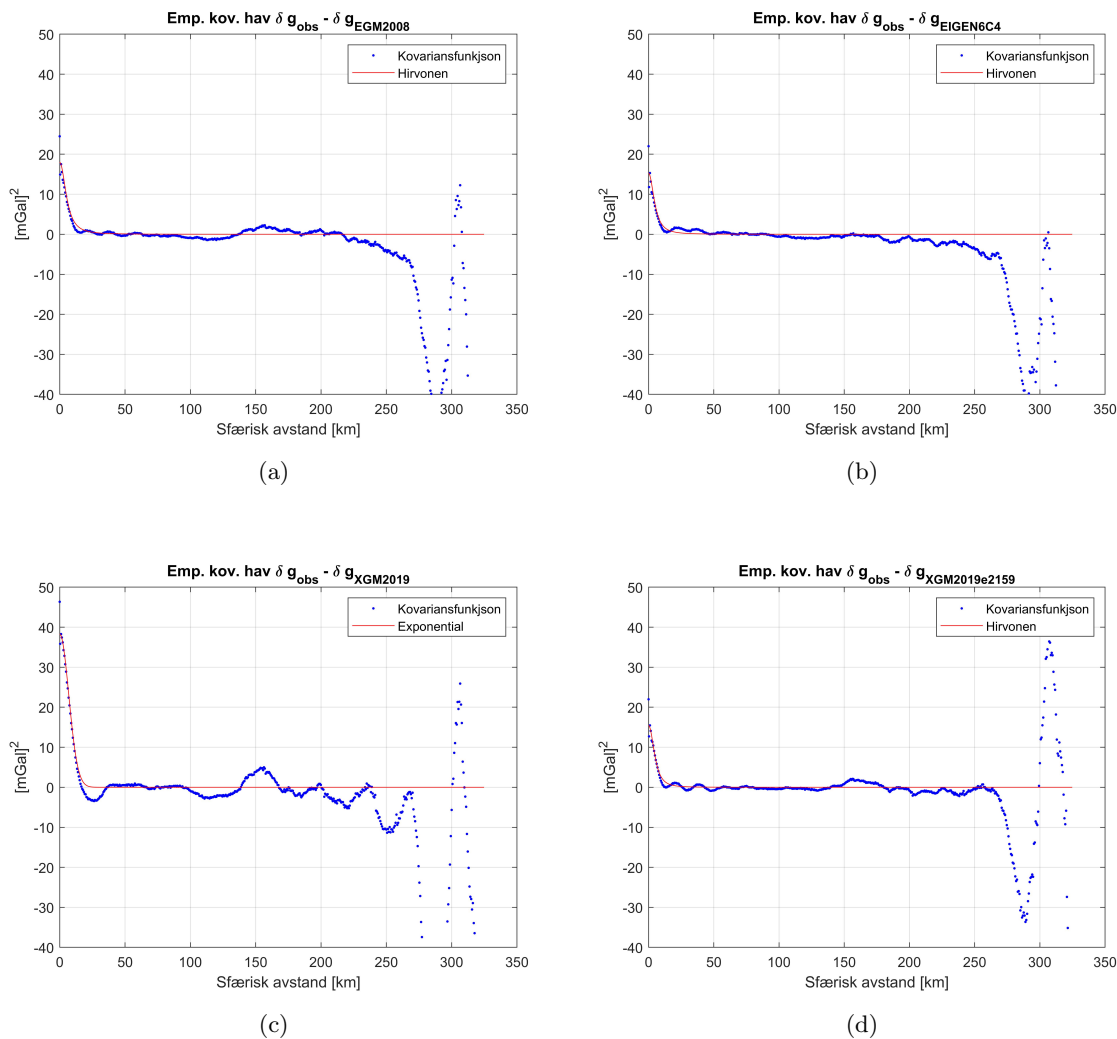 Emp. kov. hav δ g_obs - δ g_EGM2008
50
40
30
20
10
0
-10
-20
-30
-40
[mGal]²
0 50 100 150 200 250 300 350
Sfærisk avstand [km]
Kovariansfunkjson
Hirvonen
(a)
Emp. kov. hav δ g_obs - δ g_EIGEN6C4
50
40
30
20
10
0
-10
-20
-30
-40
[mGal]²
0 50 100 150 200 250 300 350
Sfærisk avstand [km]
Kovariansfunkjson
Hirvonen
(b)
Emp. kov. hav δ g_obs - δ g_XGM2019
50
40
30
20
10
0
-10
-20
-30
-40
[mGal]²
0 50 100 150 200 250 300 350
Sfærisk avstand [km]
Kovariansfunkjson
Exponential
(c)
Emp. kov. hav δ g_obs - δ g_XGM2019e2159
50
40
30
20
10
0
-10
-20
-30
-40
[mGal]²
0 50 100 150 200 250 300 350
Sfærisk avstand [km]
Kovariansfunkjson
Hirvonen
(d)